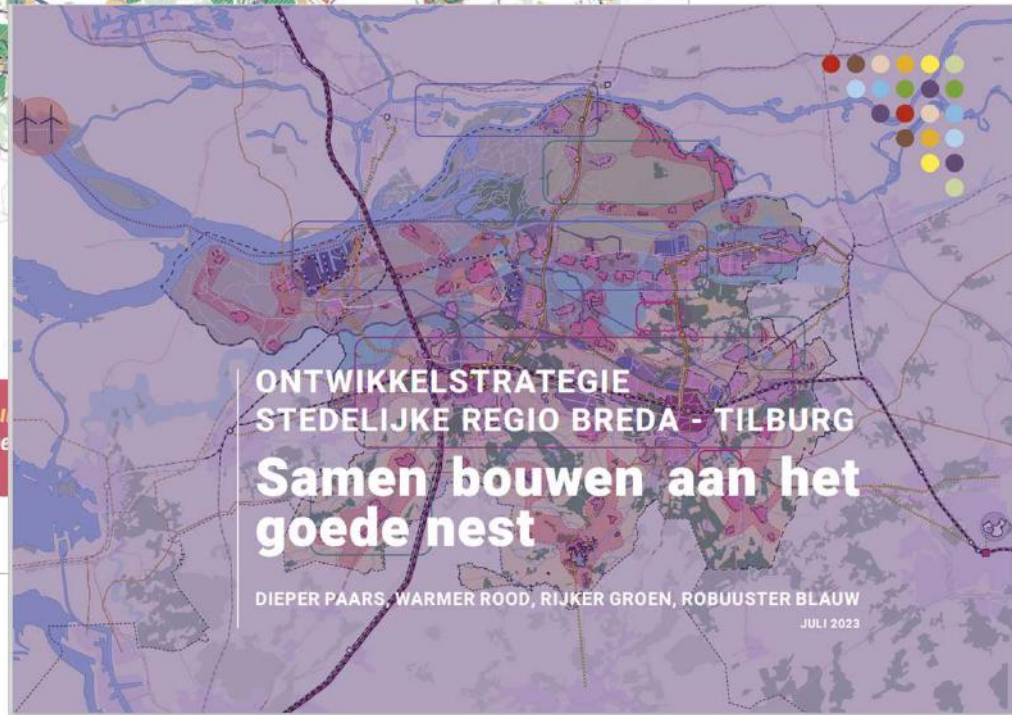 ONTWIKKELSTRATEGIE
STEDELIJKE REGIO BREDA - TILBURG
Samen bouwen aan het
goede nest
DIEPER PAARS, WARMER ROOD, RIJKER GROEN, ROBUUSTER BLAUW
JULI 2023